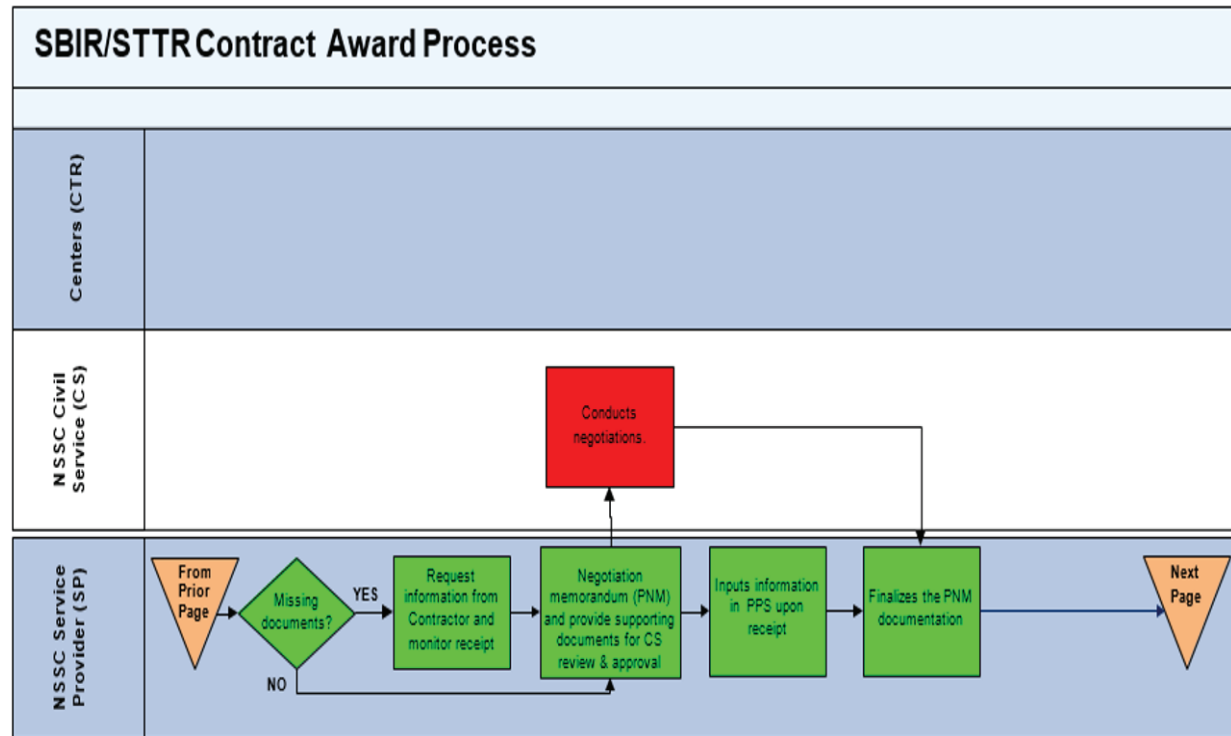 SBIR/STTR Contract Award Process
Centers (CTR)
NSSC Civil
Service (CS)
Conducts
negotiations.
NSSC Service
Provider (SP)
From
Prior
Page
Missing
documents?
YES
NO
Request
information from
Contractor and
monitor receipt
Negotiation
memorandum (PNM)
and provide supporting
documents for CS
review & approval
Inputs information
in PPS upon
receipt
Finalizes the PNM
documentation
Next
Page